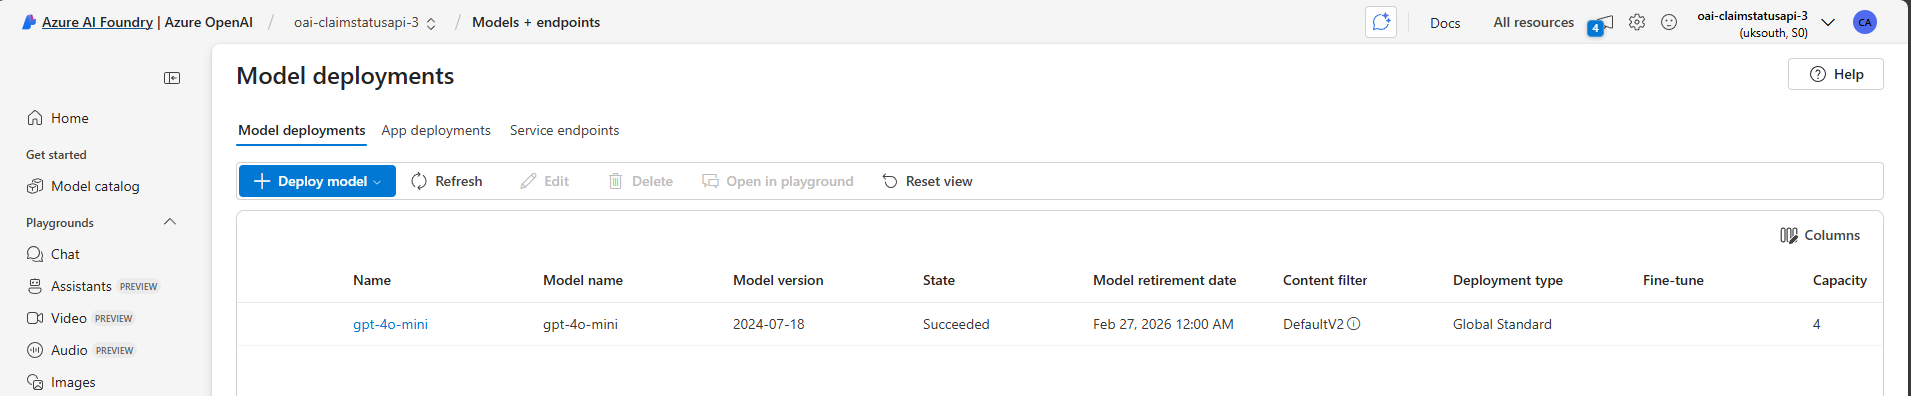 Azure AI Foundry | Azure OpenAI / oai-claimstatusapi-3 / Models + endpoints
Docs All resources 4 oai-claimstatusapi-3 (uksouth, S0) CA
Model deployments
Help
Home
Get started
Model catalog
Playgrounds
Chat
Assistants PREVIEW
Video PREVIEW
Audio PREVIEW
Images
Model deployments App deployments Service endpoints
Deploy model Refresh Edit Delete Open in playground Reset view
Columns
Name Model name Model version State Model retirement date Content filter Deployment type Fine-tune Capacity
gpt-4o-mini gpt-4o-mini 2024-07-18 Succeeded Feb 27, 2026 12:00 AM DefaultV2 Global Standard 4